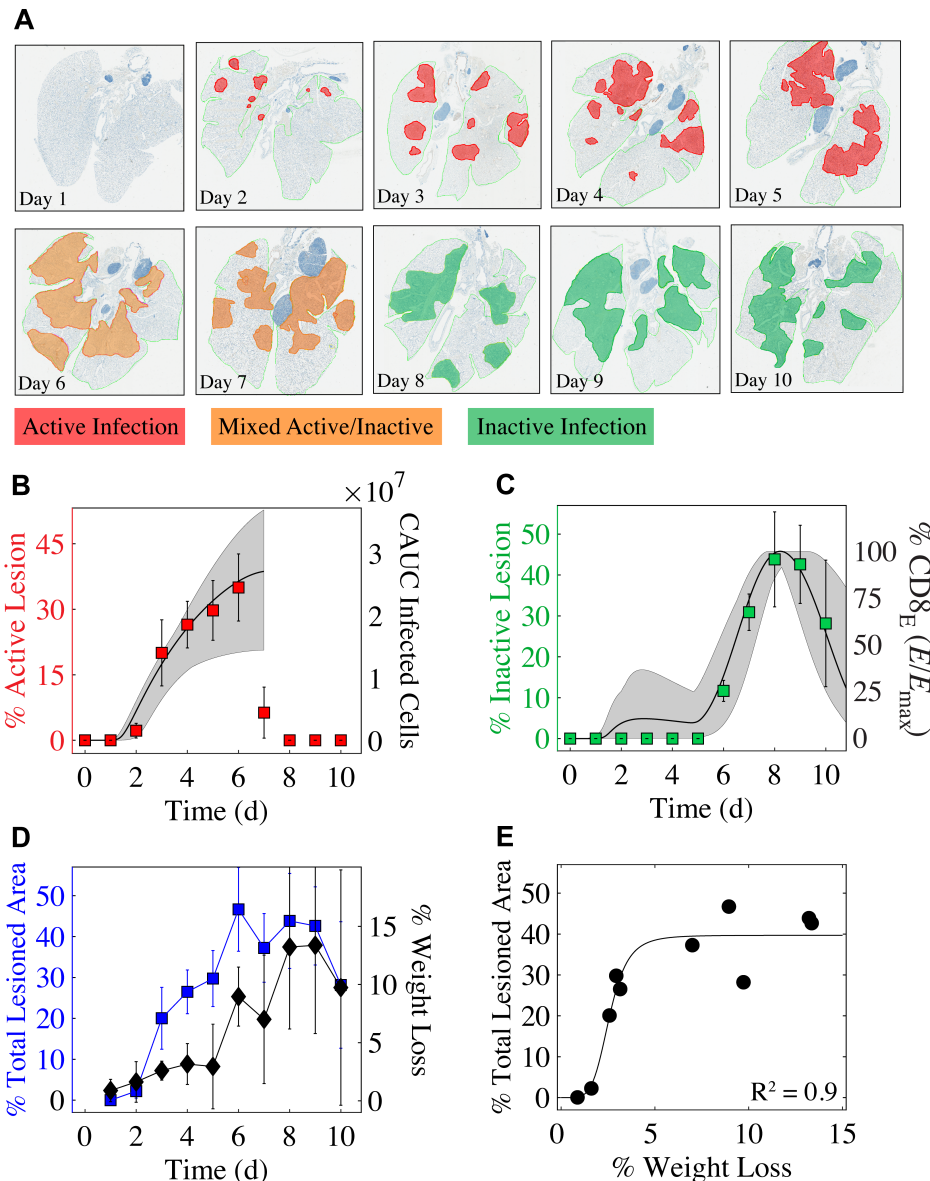 A
Day 1
Day 2
Day 3
Day 4
Day 5
Day 6
Day 7
Day 8
Day 9
Day 10
Active Infection
Mixed Active/Inactive
Inactive Infection
B
×10⁷
% Active Lesion
45
30
15
0
CAUC Infected Cells
3
2
1
0
0 2 4 6 8 10
Time (d)
C
% Inactive Lesion
50
40
30
20
10
0
% CD8E (E/Emax)
100
75
50
25
0
0 2 4 6 8 10
Time (d)
D
% Total Lesioned Area
50
40
30
20
10
0
% Weight Loss
15
10
5
0
0 2 4 6 8 10
Time (d)
E
% Total Lesioned Area
50
40
30
20
10
0
R² = 0.9
0 5 10 15
% Weight Loss